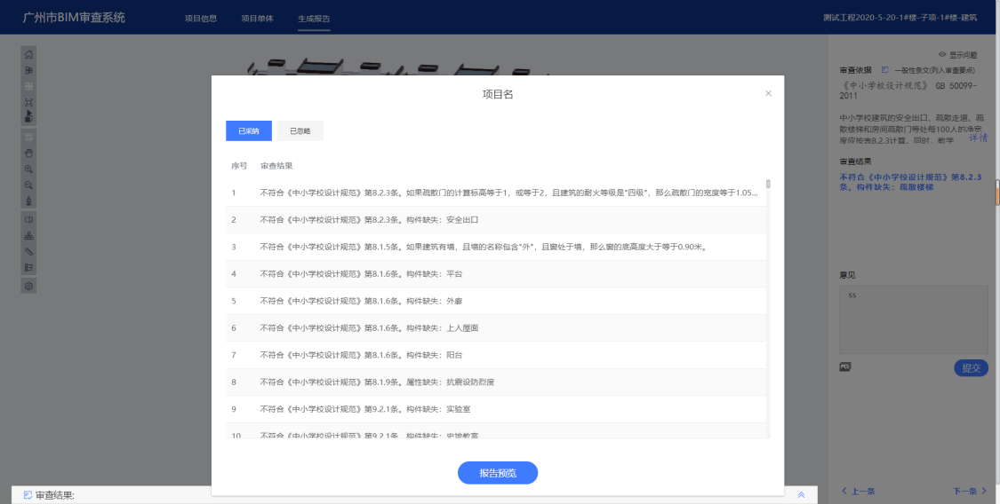 广州市BIM审查系统
项目信息 项目单体 生成报告
测试工程2020-5-20-1#楼-子项-1#楼-建筑
项目名
已采纳 已忽略
序号 审查结果
1 不符合《中小学校设计规范》第8.2.3条。如果疏散门的计算标高等于1，或等于2，且建筑的耐火等级是"四级"，那么疏散门的宽度等于1.05...
2 不符合《中小学校设计规范》第8.2.3条。构件缺失：安全出口
3 不符合《中小学校设计规范》第8.1.5条。如果建筑有墙，且墙的名称包含"外"，且窗处于墙，那么窗的底高度大于等于0.90米。
4 不符合《中小学校设计规范》第8.1.6条。构件缺失：平台
5 不符合《中小学校设计规范》第8.1.6条。构件缺失：外廊
6 不符合《中小学校设计规范》第8.1.6条。构件缺失：上人屋面
7 不符合《中小学校设计规范》第8.1.6条。构件缺失：阳台
8 不符合《中小学校设计规范》第8.1.9条。属性缺失：抗震设防烈度
9 不符合《中小学校设计规范》第9.2.1条。构件缺失：实验室
10 不符合《中小学校设计规范》第9.2.1条。构件缺失：史地教室
报告预览
审查结果:
显示问题
审查依据 一般性条文(列入审查要点)
《中小学校设计规范》 GB 50099-
2011
中小学校建筑的安全出口、疏散走道、疏
散楼梯和房间疏散门等处每100人的净宽
度应按表8.2.3计算。同时，教学 详情
审查结果
不符合《中小学校设计规范》第8.2.3
条。构件缺失：疏散楼梯
意见
ss
提交
上一条 下一条